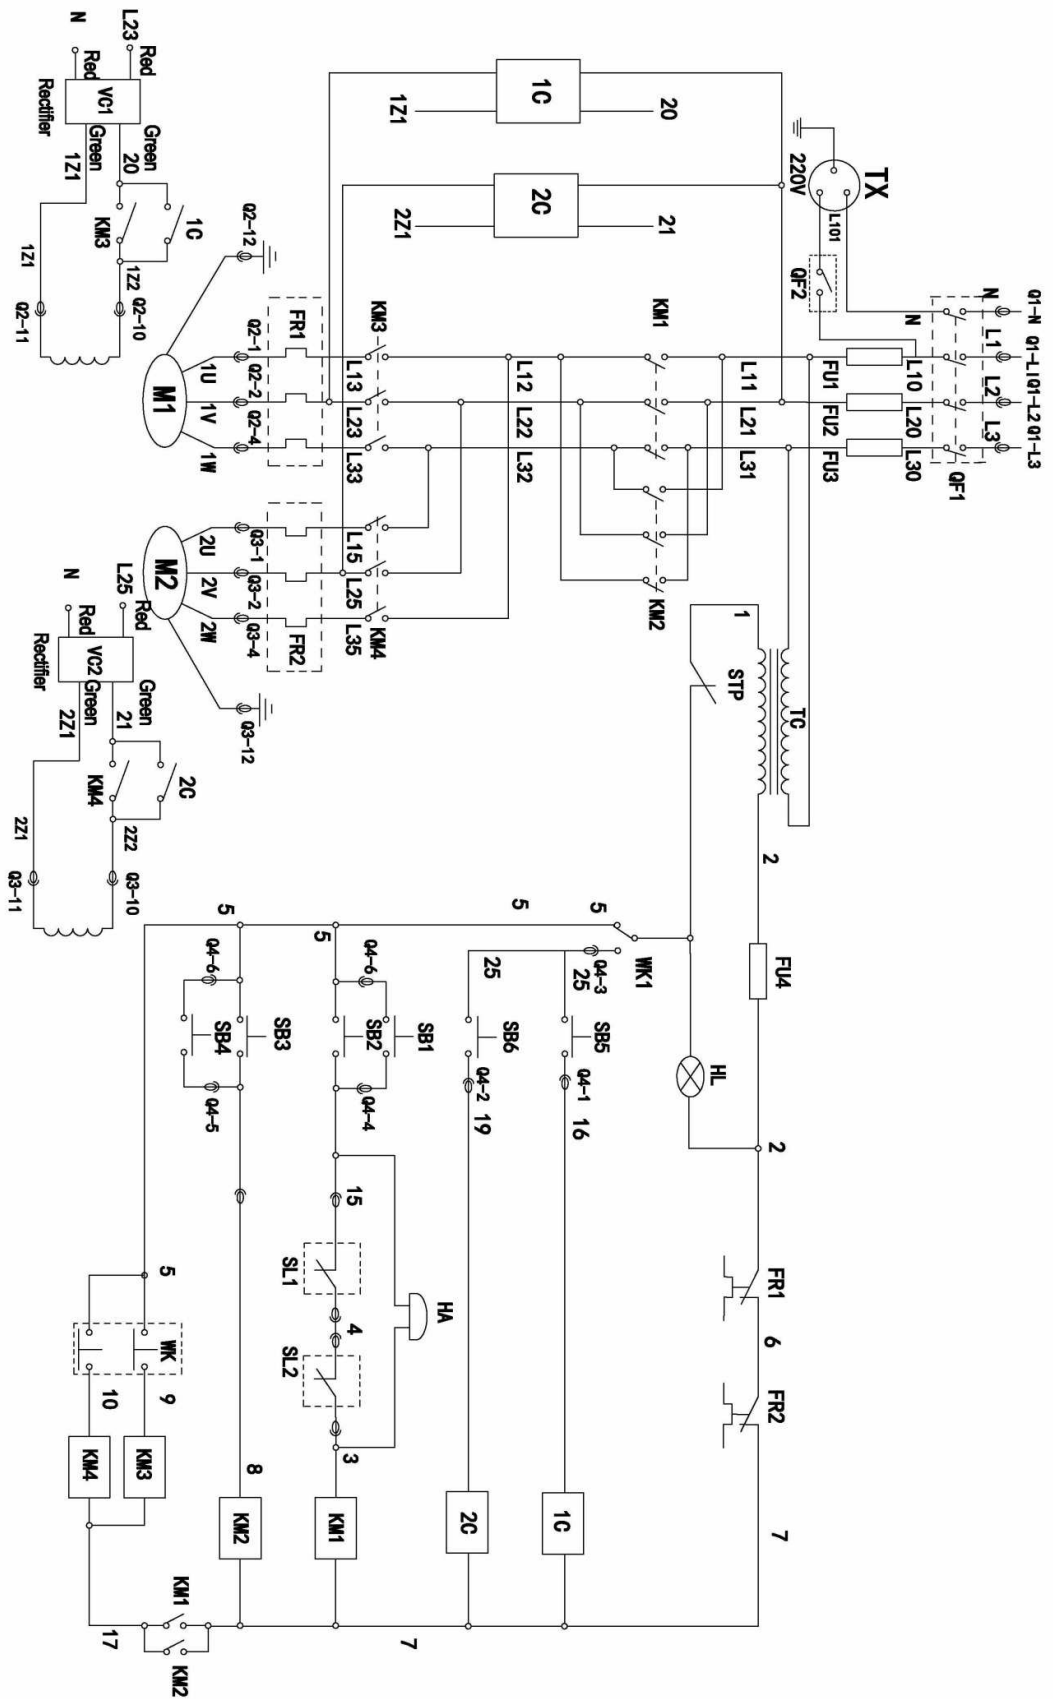 Q1-N
Q1-L1
Q1-L2
Q1-L3
N
L1
L2
L3
QF1
TX
220V
L101
QF2
N
L10
L20
L30
FU1
FU2
FU3
L11
L21
L31
KM1
KM2
L12
L22
L32
KM3
L13
L23
L33
FR1
Q2-1
Q2-2
Q2-4
Q2-12
1U
1V
1W
M1
L15
L25
L35
KM4
FR2
Q3-1
Q3-2
Q3-4
Q3-12
2U
2V
2W
M2
1C
20
1Z1
2C
21
2Z1
L23
N
Red
Red
VC1
Rectifier
Green
Green
20
1Z1
1C
KM3
1Z2
1Z1
Q2-10
Q2-11
L25
N
Red
Red
VC2
Rectifier
Green
Green
21
2Z1
2C
KM4
2Z2
2Z1
Q3-10
Q3-11
TC
1
STP
2
FU4
HL
2
FR1
6
FR2
7
WK1
5
5
5
5
Q4-3
25
25
SB5
Q4-1
16
1C
SB6
Q4-2
19
2C
Q4-6
SB1
SB2
Q4-4
15
SL1
4
SL2
HA
3
KM1
Q4-6
SB3
SB4
Q4-5
8
KM2
5
WK
9
10
KM3
KM4
7
17
KM1
KM2